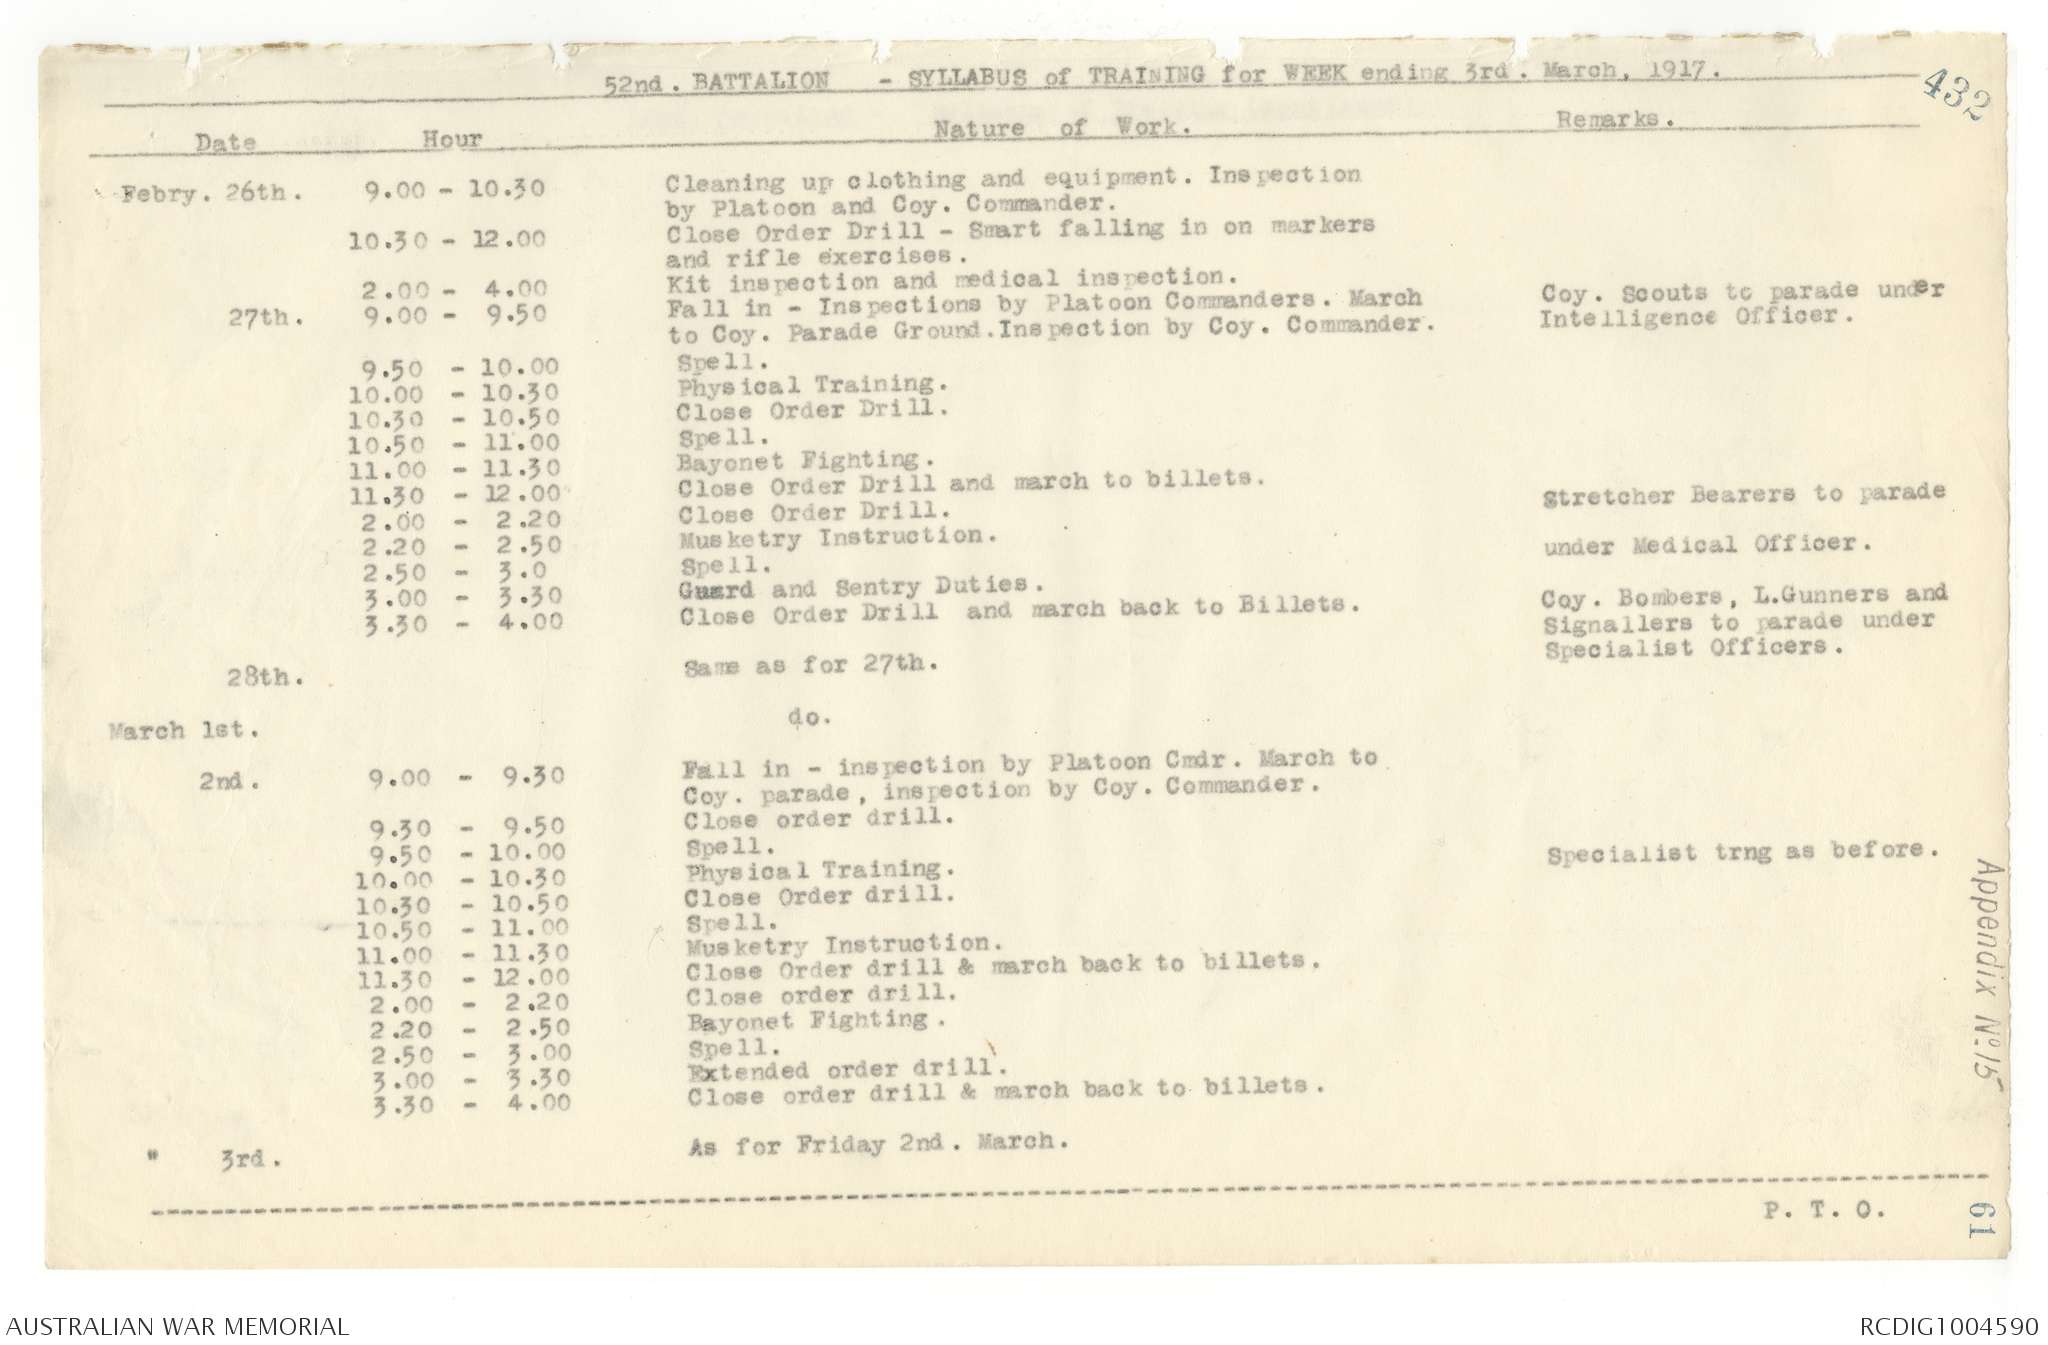 52nd. BATTALION - SYLLABUS of TRAINING for WEEK ending 3rd. March, 1917.
432
Date Hour Nature of Work. Remarks.
Febry. 26th. 9.00 - 10.30 Cleaning up clothing and equipment. Inspection
by Platoon and Coy. Commander.
10.30 - 12.00 Close Order Drill - Smart falling in on markers
and rifle exercises.
2.00 - 4.00 Kit inspection and medical inspection.
27th. 9.00 - 9.50 Fall in - Inspections by Platoon Commanders. March Coy. Scouts to parade under
to Coy. Parade Ground.Inspection by Coy. Commander. Intelligence Officer.
9.50 - 10.00 Spell.
10.00 - 10.30 Physical Training.
10.30 - 10.50 Close Order Drill.
10.50 - 11.00 Spell.
11.00 - 11.30 Bayonet Fighting.
11.30 - 12.00 Close Order Drill and march to billets. Stretcher Bearers to parade
2.00 - 2.20 Close Order Drill.
2.20 - 2.50 Musketry Instruction. under Medical Officer.
2.50 - 3.0 Spell.
3.00 - 3.30 Guard and Sentry Duties. Coy. Bombers, L.Gunners and
3.30 - 4.00 Close Order Drill and march back to Billets. Signallers to parade under
Specialist Officers.
28th. Same as for 27th.
March 1st. do.
2nd. 9.00 - 9.30 Fall in - inspection by Platoon Cmdr. March to
Coy. parade, inspection by Coy. Commander.
9.30 - 9.50 Close order drill.
9.50 - 10.00 Spell. Specialist trng as before.
10.00 - 10.30 Physical Training.
10.30 - 10.50 Close Order drill.
10.50 - 11.00 Spell.
11.00 - 11.30 Musketry Instruction.
11.30 - 12.00 Close Order drill & march back to billets.
2.00 - 2.20 Close order drill.
2.20 - 2.50 Bayonet Fighting.
2.50 - 3.00 Spell.
3.00 - 3.30 Extended order drill.
3.30 - 4.00 Close order drill & march back to billets.
" 3rd. As for Friday 2nd. March.
P. T. O.
Appendix No. 15
61
AUSTRALIAN WAR MEMORIAL
RCDIG1004590